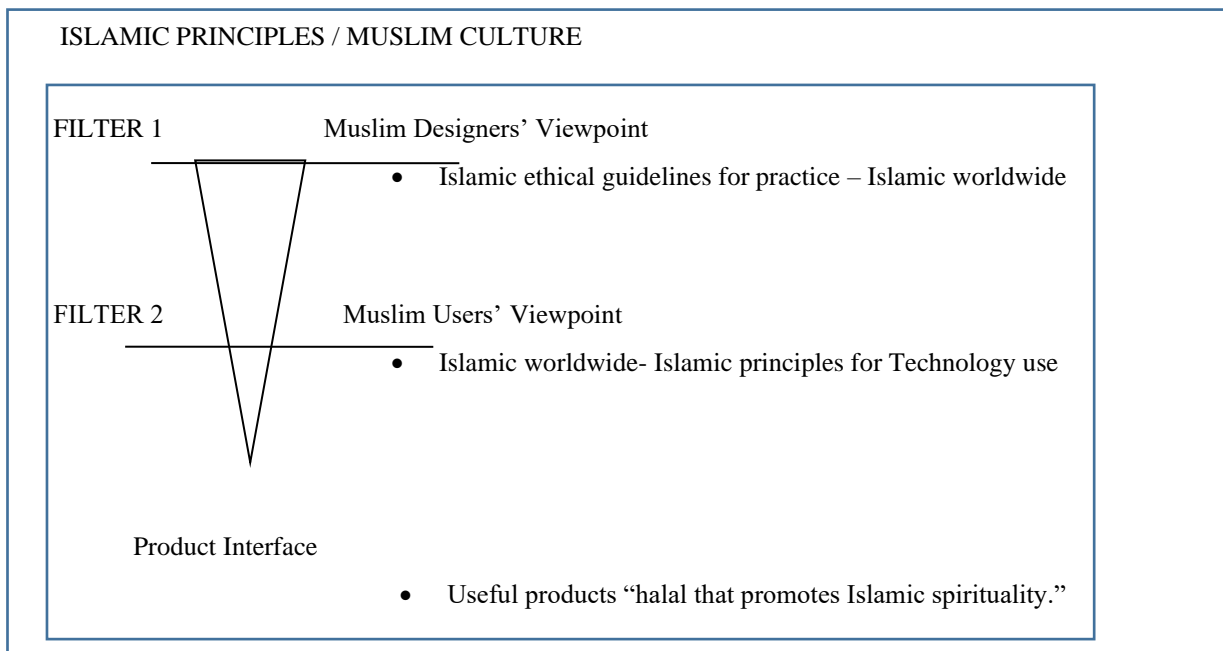 ISLAMIC PRINCIPLES / MUSLIM CULTURE
FILTER 1 Muslim Designers’ Viewpoint
• Islamic ethical guidelines for practice – Islamic worldwide
FILTER 2 Muslim Users’ Viewpoint
• Islamic worldwide- Islamic principles for Technology use
Product Interface
• Useful products “halal that promotes Islamic spirituality.”